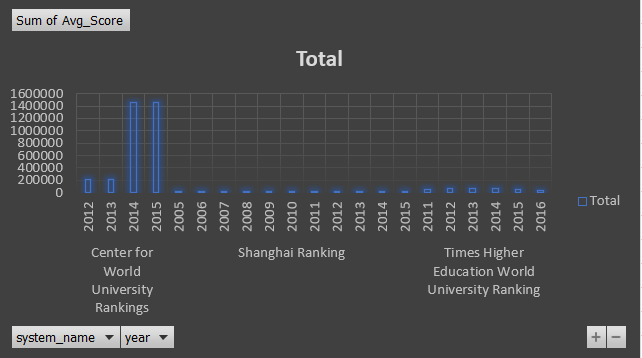 Sum of Avg_Score
Total
1600000
1400000
1200000
1000000
800000
600000
400000
200000
0
2012
2013
2014
2015
2005
2006
2007
2008
2009
2010
2011
2012
2013
2014
2015
2011
2012
2013
2014
2015
2016
Center for
World
University
Rankings
Shanghai Ranking
Times Higher
Education World
University Ranking
Total
system_name
year
+
−